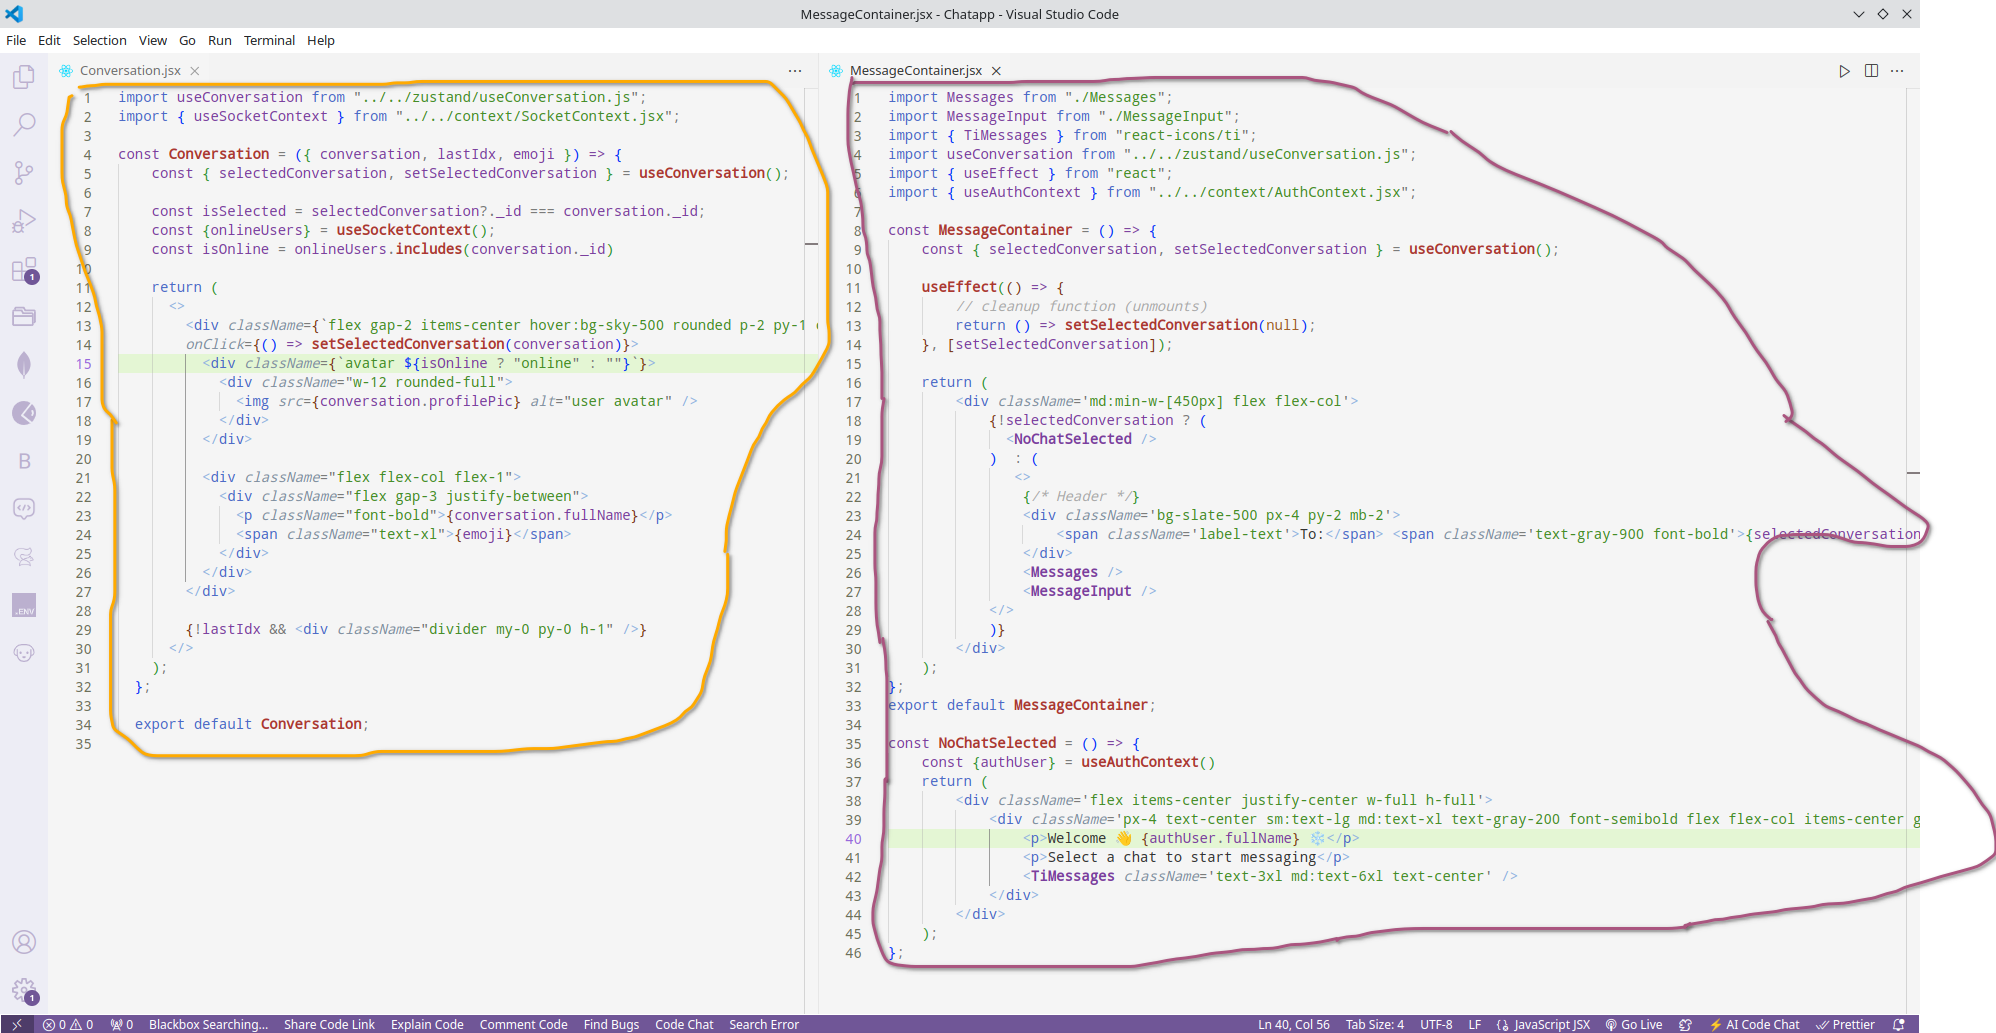 MessageContainer.jsx - Chatapp - Visual Studio Code
File Edit Selection View Go Run Terminal Help
Conversation.jsx
1 import useConversation from "../../zustand/useConversation.js";
2 import { useSocketContext } from "../../context/SocketContext.jsx";
3
4 const Conversation = ({ conversation, lastIdx, emoji }) => {
5 const { selectedConversation, setSelectedConversation } = useConversation();
6
7 const isSelected = selectedConversation?._id === conversation._id;
8 const {onlineUsers} = useSocketContext();
9 const isOnline = onlineUsers.includes(conversation._id)
10
11 return (
12 <>
13 <div className={`flex gap-2 items-center hover:bg-sky-500 rounded p-2 py-1
14 onClick={() => setSelectedConversation(conversation)}>
15 <div className={`avatar ${isOnline ? "online" : ""}`}>
16 <div className="w-12 rounded-full">
17 <img src={conversation.profilePic} alt="user avatar" />
18 </div>
19 </div>
20
21 <div className="flex flex-col flex-1">
22 <div className="flex gap-3 justify-between">
23 <p className="font-bold">{conversation.fullName}</p>
24 <span className="text-xl">{emoji}</span>
25 </div>
26 </div>
27 </div>
28
29 {!lastIdx && <div className="divider my-0 py-0 h-1" />}
30 </>
31 );
32 };
33
34 export default Conversation;
35
MessageContainer.jsx
1 import Messages from "./Messages";
2 import MessageInput from "./MessageInput";
3 import { TiMessages } from "react-icons/ti";
4 import useConversation from "../../zustand/useConversation.js";
5 import { useEffect } from "react";
6 import { useAuthContext } from "../../context/AuthContext.jsx";
7
8 const MessageContainer = () => {
9 const { selectedConversation, setSelectedConversation } = useConversation();
10
11 useEffect(() => {
12 // cleanup function (unmounts)
13 return () => setSelectedConversation(null);
14 }, [setSelectedConversation]);
15
16 return (
17 <div className='md:min-w-[450px] flex flex-col'>
18 {!selectedConversation ? (
19 <NoChatSelected />
20 ) : (
21 <>
22 {/* Header */}
23 <div className='bg-slate-500 px-4 py-2 mb-2'>
24 <span className='label-text'>To:</span> <span className='text-gray-900 font-bold'>{selectedConversation
25 </div>
26 <Messages />
27 <MessageInput />
28 </>
29 )}
30 </div>
31 );
32 };
33 export default MessageContainer;
34
35 const NoChatSelected = () => {
36 const {authUser} = useAuthContext()
37 return (
38 <div className='flex items-center justify-center w-full h-full'>
39 <div className='px-4 text-center sm:text-lg md:text-xl text-gray-200 font-semibold flex flex-col items-center g
40 <p>Welcome 👋 {authUser.fullName} ❄️</p>
41 <p>Select a chat to start messaging</p>
42 <TiMessages className='text-3xl md:text-6xl text-center' />
43 </div>
44 </div>
45 );
46 };
1
B
.ENV
1
0 0 0 Blackbox Searching... Share Code Link Explain Code Comment Code Find Bugs Code Chat Search Error Ln 40, Col 56 Tab Size: 4 UTF-8 LF JavaScript JSX Go Live ⚡ AI Code Chat Prettier